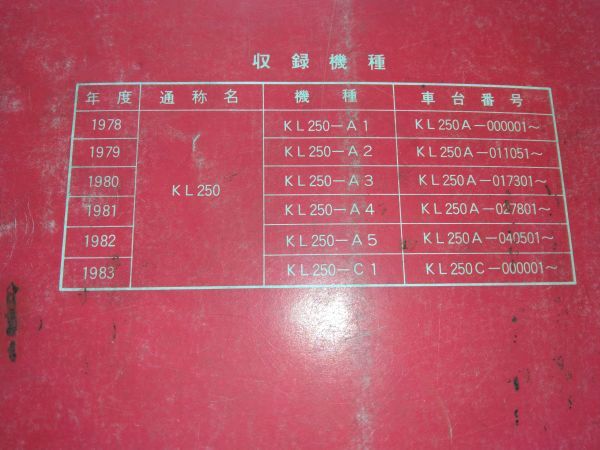 収録機種
年度 通称名 機種 車台番号
1978 KL250-A1 KL250A-000001~
1979 KL250-A2 KL250A-011051~
1980 KL250 KL250-A3 KL250A-017301~
1981 KL250-A4 KL250A-027801~
1982 KL250-A5 KL250A-040501~
1983 KL250-C1 KL250C-000001~